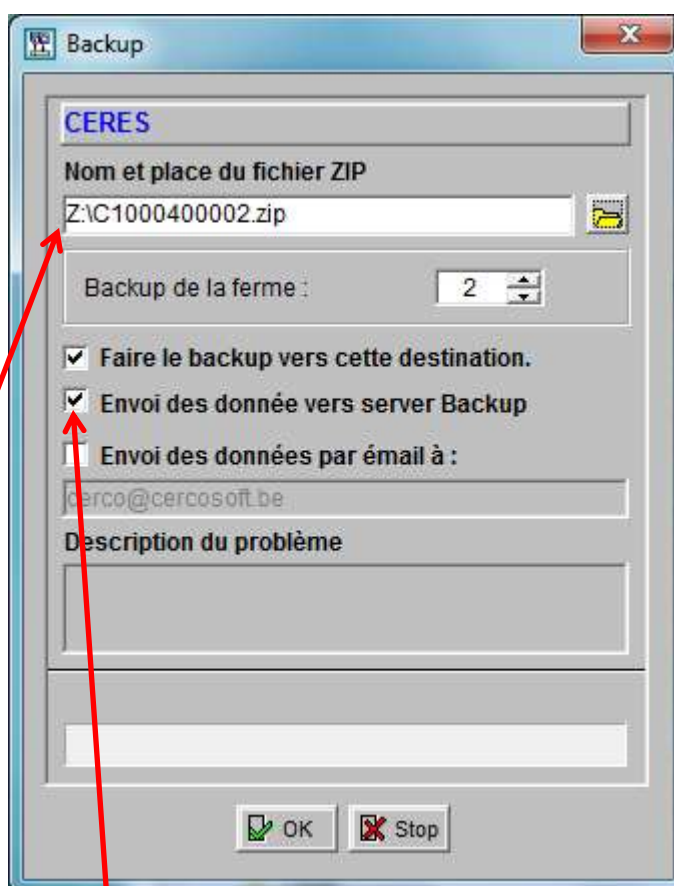 Backup
CERES
Nom et place du fichier ZIP
Z:\C1000400002.zip
Backup de la ferme :
2
Faire le backup vers cette destination.
Envoi des donnée vers server Backup
Envoi des données par émail à :
cerco@cercosoft.be
Description du problème
OK
Stop